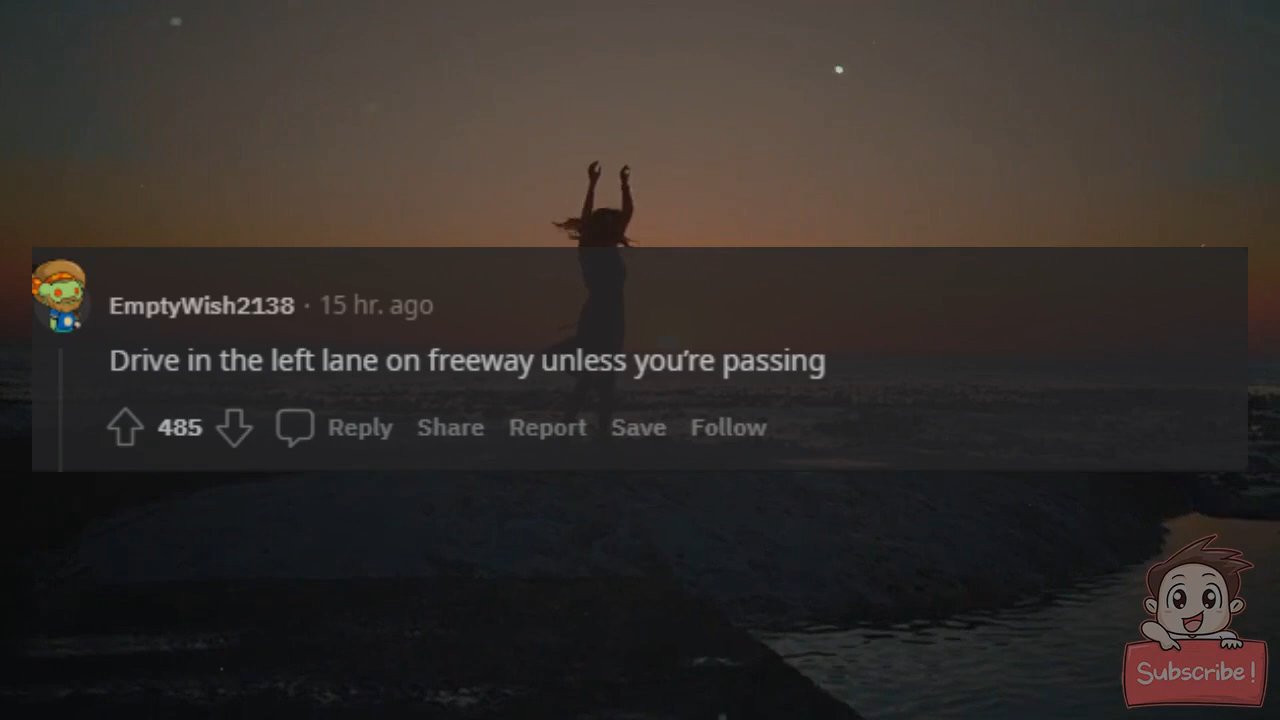 EmptyWish2138 · 15 hr. ago
Drive in the left lane on freeway unless you're passing
485 Reply Share Report Save Follow
Subscribe!